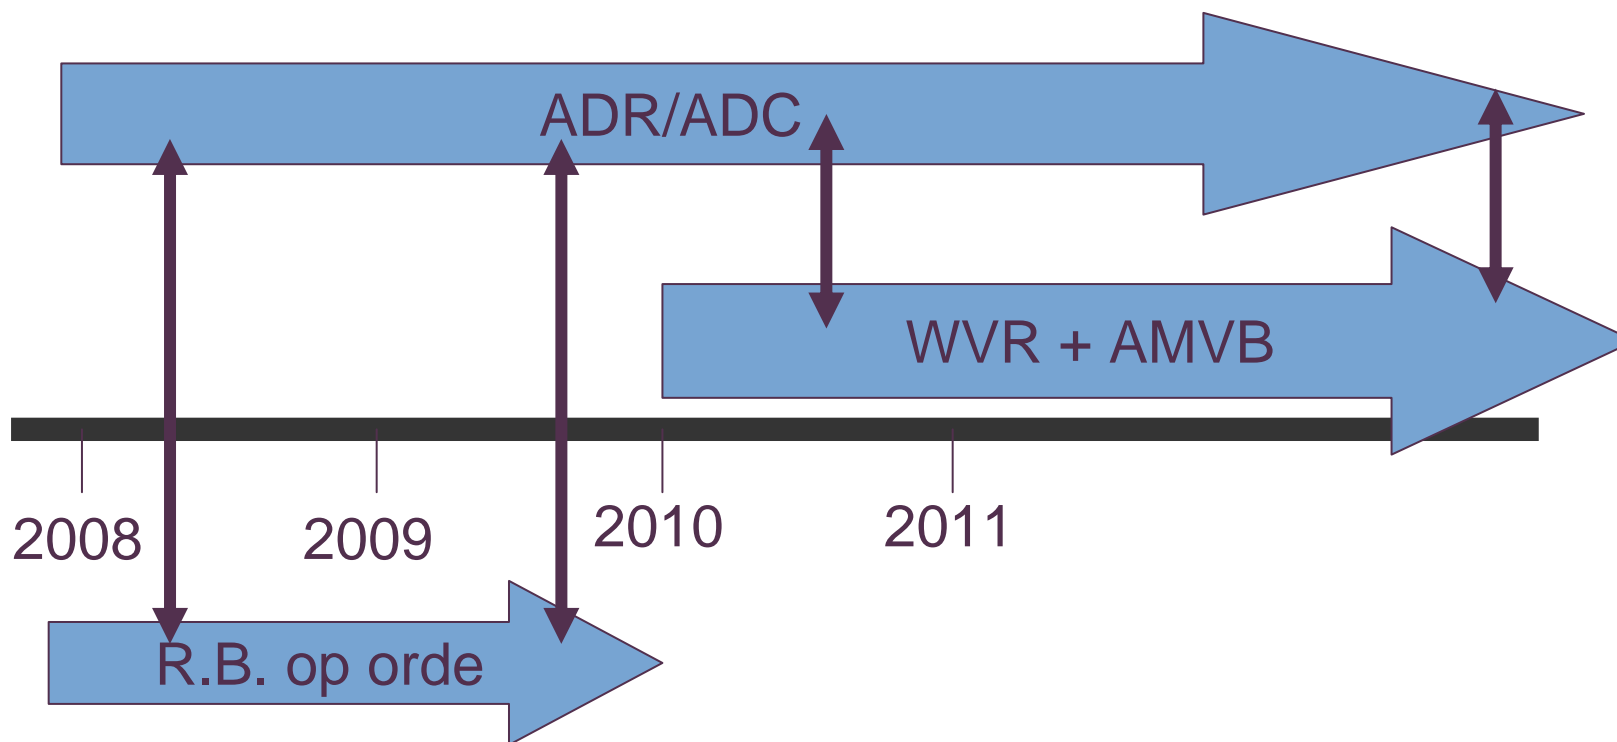 ADR/ADC
WVR + AMVB
2008
2009
2010
2011
R.B. op orde